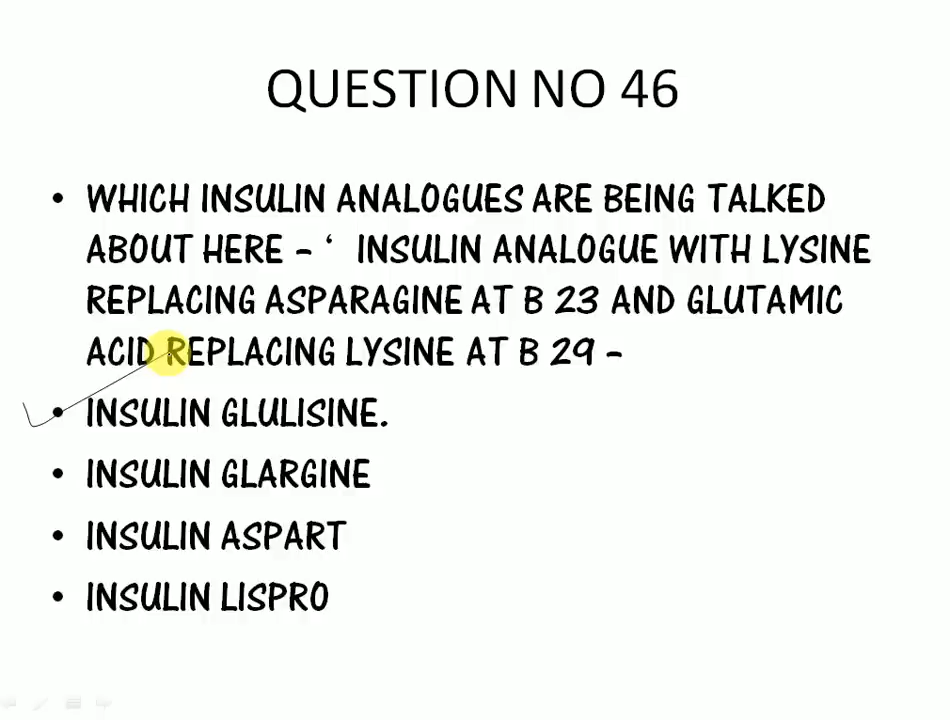 QUESTION NO 46
• WHICH INSULIN ANALOGUES ARE BEING TALKED
ABOUT HERE – ‘ INSULIN ANALOGUE WITH LYSINE
REPLACING ASPARAGINE AT B 23 AND GLUTAMIC
ACID REPLACING LYSINE AT B 29 –
• INSULIN GLULISINE.
• INSULIN GLARGINE
• INSULIN ASPART
• INSULIN LISPRO